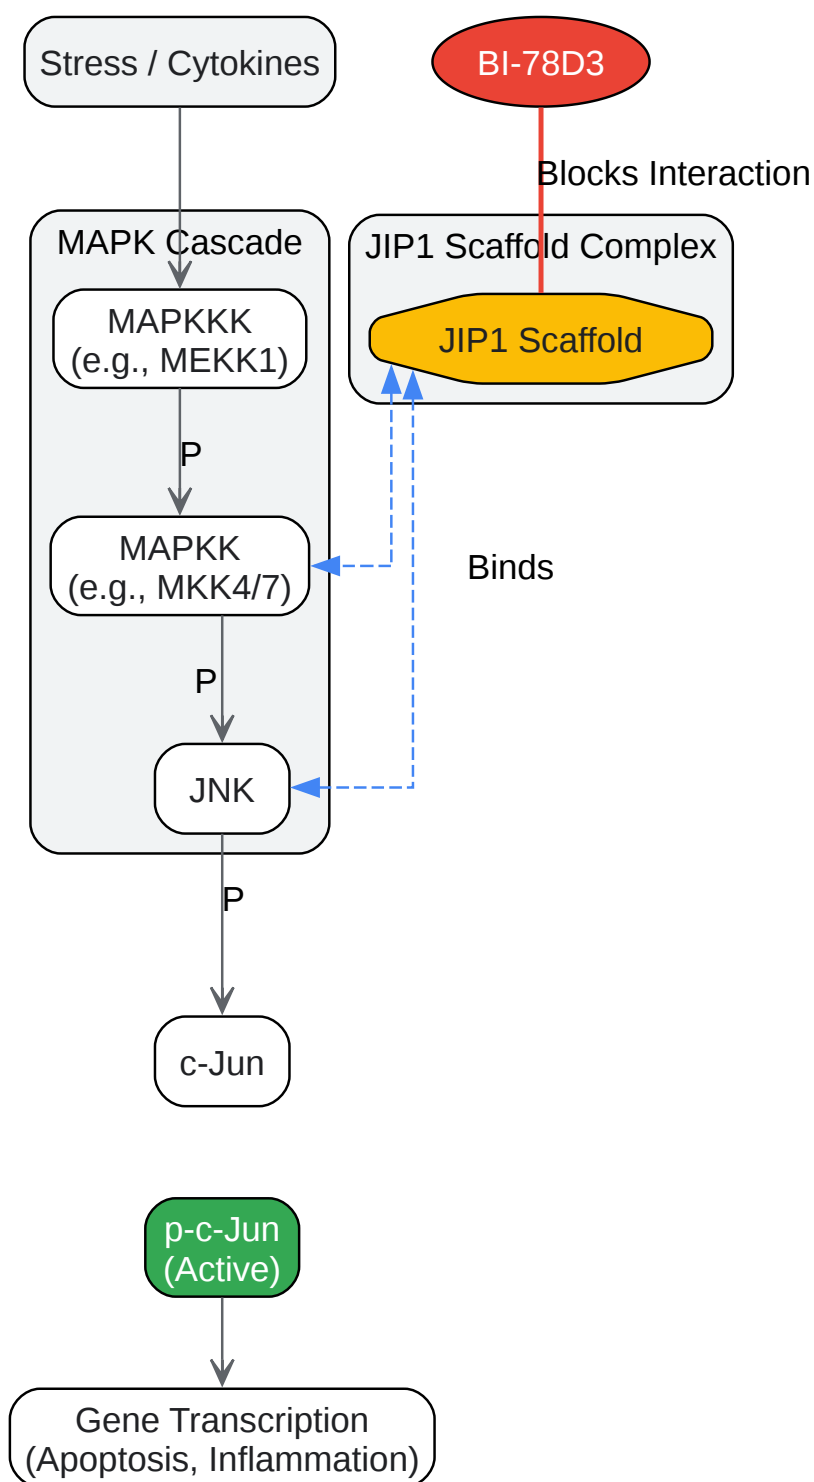 Stress / Cytokines
BI-78D3
Blocks Interaction
MAPK Cascade
JIP1 Scaffold Complex
MAPKKK
(e.g., MEKK1)
JIP1 Scaffold
P
MAPKK
(e.g., MKK4/7)
Binds
P
JNK
P
c-Jun
p-c-Jun
(Active)
Gene Transcription
(Apoptosis, Inflammation)